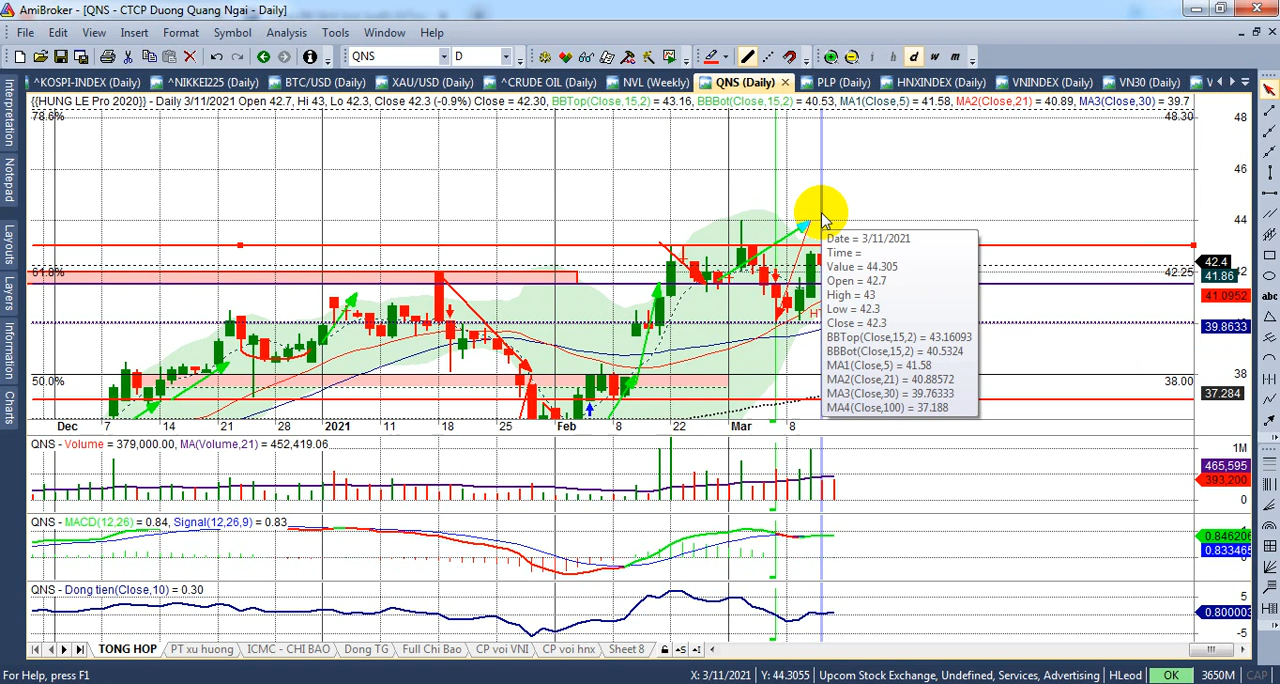 AmiBroker - [QNS - CTCP Duong Quang Ngai - Daily]
File Edit View Insert Format Symbol Analysis Tools Window Help
QNS D i h d w m
^KOSPI-INDEX (Daily) ^NIKKEI225 (Daily) BTC/USD (Daily) XAU/USD (Daily) ^CRUDE OIL (Daily) NVL (Weekly) QNS (Daily) PLP (Daily) HNXINDEX (Daily) VNINDEX (Daily) VN30 (Daily) V
Interpretation
Notepad
Layouts
Layers
Information
Charts
{{HUNG LE Pro 2020}} - Daily 3/11/2021 Open 42.7, Hi 43, Lo 42.3, Close 42.3 (-0.9%) Close = 42.30, BBTop(Close,15,2) = 43.16, BBBot(Close,15,2) = 40.53, MA1(Close,5) = 41.58, MA2(Close,21) = 40.89, MA3(Close,30) = 39.7
78.6% 48.30 48
46
44
61.8% 42.25 42
50.0% 38.00 38
42.4
41.86
41.0952
39.8633
37.284
Date = 3/11/2021
Time =
Value = 44.305
Open = 42.7
High = 43
Low = 42.3
Close = 42.3
BBTop(Close,15,2) = 43.16093
BBBot(Close,15,2) = 40.5324
MA1(Close,5) = 41.58
MA2(Close,21) = 40.88572
MA3(Close,30) = 39.76333
MA4(Close,100) = 37.188
Dec 7 14 21 28 2021 11 18 25 Feb 8 22 Mar 8
QNS - Volume = 379,000.00, MA(Volume,21) = 452,419.06
1M
465,595
393,200
0
QNS - MACD(12,26) = 0.84, Signal(12,26,9) = 0.83
0.846206
0.833465
QNS - Dong tien(Close,10) = 0.30
5
0.800003
-5
TONG HOP PT xu huong ICMC - CHI BAO Dong TG Full Chi Bao CP voi VNI CP voi hnx Sheet 8
For Help, press F1 X: 3/11/2021 Y: 44.3055 Upcom Stock Exchange, Undefined, Services, Advertising HLeod OK 3650M CAP
abc